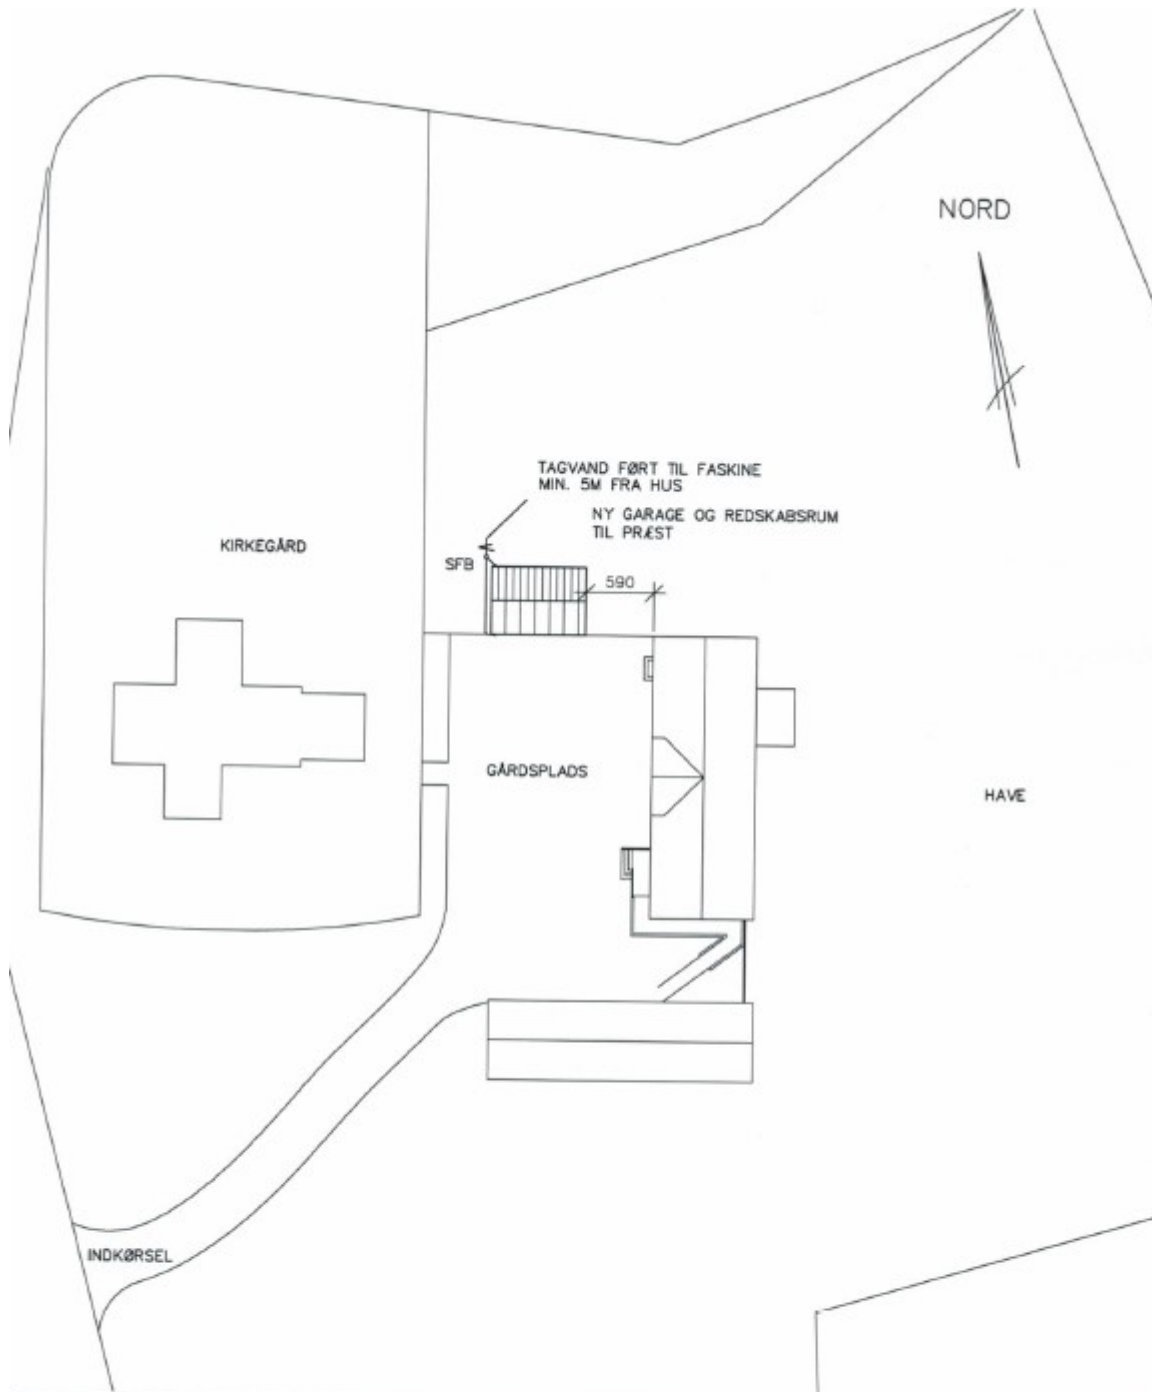 NORD
TAGVAND FØRT TIL FASKINE
MIN. 5M FRA HUS
NY GARAGE OG REDSKABSRUM
TIL PRÆST
KIRKEGÅRD
SFB
590
GÅRDSPLADS
HAVE
INDKØRSEL